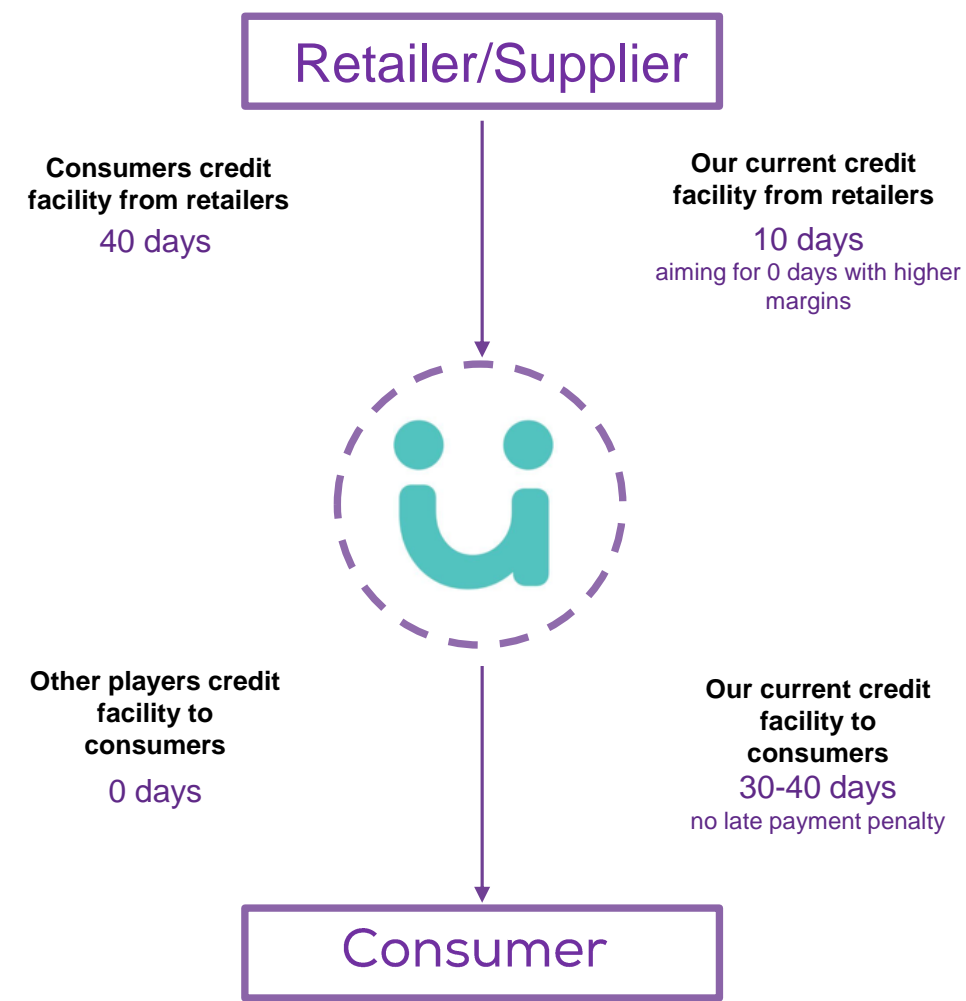 Retailer/Supplier
Consumers credit
facility from retailers
40 days
Our current credit
facility from retailers
10 days
aiming for 0 days with higher
margins
Other players credit
facility to
consumers
0 days
Our current credit
facility to
consumers
30-40 days
no late payment penalty
Consumer